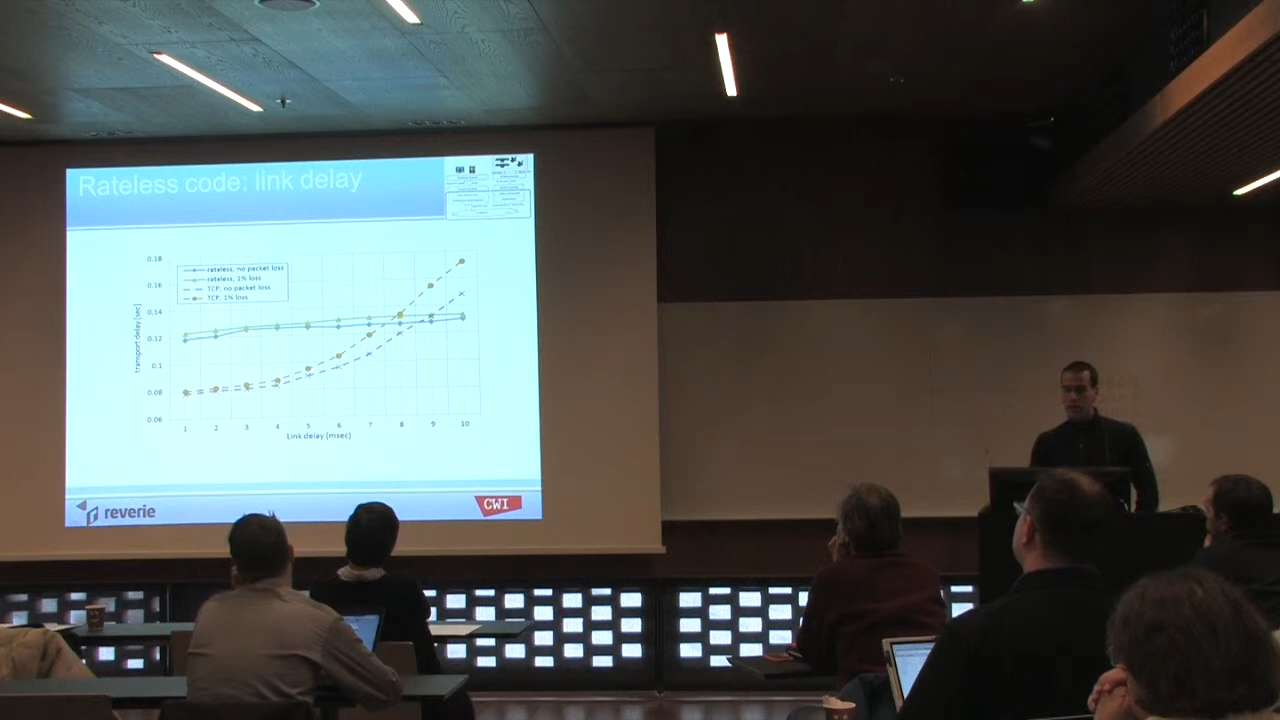 Rateless code: link delay
rateless, no packet loss
rateless, 1% loss
TCP, no packet loss
TCP, 1% loss
transport delay [sec]
0.18
0.16
0.14
0.12
0.1
0.08
0.06
1 2 3 4 5 6 7 8 9 10
Link delay (msec)
reverie
CWI